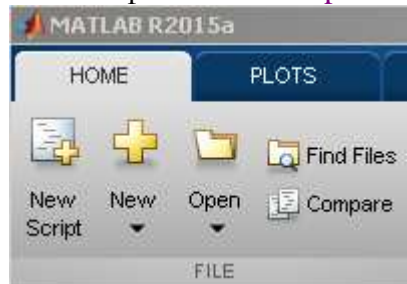 MATLAB R2015a
HOME PLOTS
New Script
New
Open
Find Files
Compare
FILE